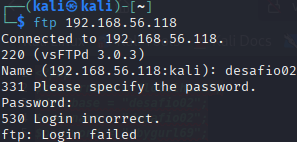 ┌──(kali㉿kali)-[~]
└─$ ftp 192.168.56.118
Connected to 192.168.56.118.
220 (vsFTPd 3.0.3)
Name (192.168.56.118:kali): desafio02
331 Please specify the password.
Password:
530 Login incorrect.
ftp: Login failed